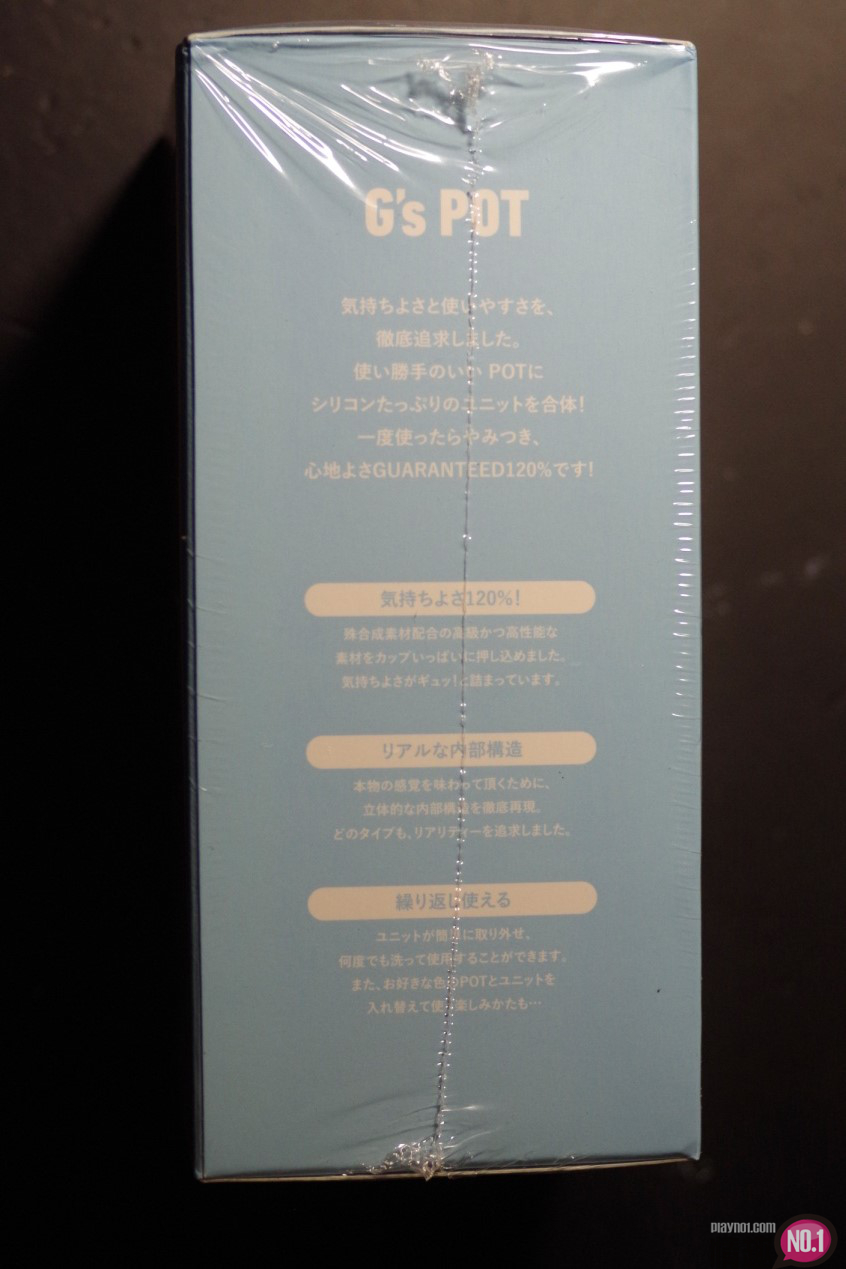 G's POT
気持ちよさと使いやすさを、
徹底追求しました。
使い勝手のいい POTに
シリコンたっぷりのユニットを合体!
一度使ったらやみつき、
心地よさGUARANTEED120%です!
気持ちよさ120%!
殊合成素材配合の高級かつ高性能な
素材をカップいっぱいに押し込めました。
気持ちよさがギュッ!と詰まっています。
リアルな内部構造
本物の感覚を味わって頂くために、
立体的な内部構造を徹底再現。
どのタイプも、リアリティーを追求しました。
繰り返し使える
ユニットが簡単に取り外せ、
何度でも洗って使用することができます。
また、お好きな色のPOTとユニットを
入れ替えて使う楽しみかたも…
playno1.com
NO.1